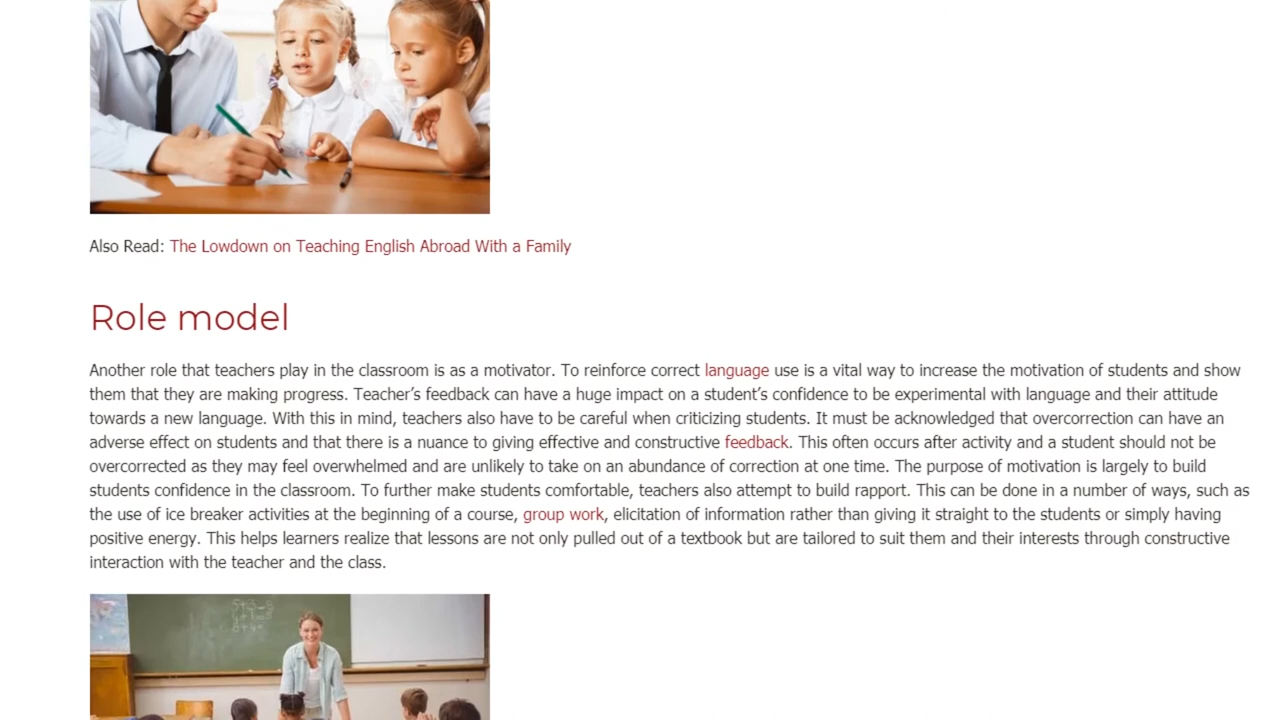 Also Read: The Lowdown on Teaching English Abroad With a Family
Role model
Another role that teachers play in the classroom is as a motivator. To reinforce correct language use is a vital way to increase the motivation of students and show
them that they are making progress. Teacher’s feedback can have a huge impact on a student’s confidence to be experimental with language and their attitude
towards a new language. With this in mind, teachers also have to be careful when criticizing students. It must be acknowledged that overcorrection can have an
adverse effect on students and that there is a nuance to giving effective and constructive feedback. This often occurs after activity and a student should not be
overcorrected as they may feel overwhelmed and are unlikely to take on an abundance of correction at one time. The purpose of motivation is largely to build
students confidence in the classroom. To further make students comfortable, teachers also attempt to build rapport. This can be done in a number of ways, such as
the use of ice breaker activities at the beginning of a course, group work, elicitation of information rather than giving it straight to the students or simply having
positive energy. This helps learners realize that lessons are not only pulled out of a textbook but are tailored to suit them and their interests through constructive
interaction with the teacher and the class.